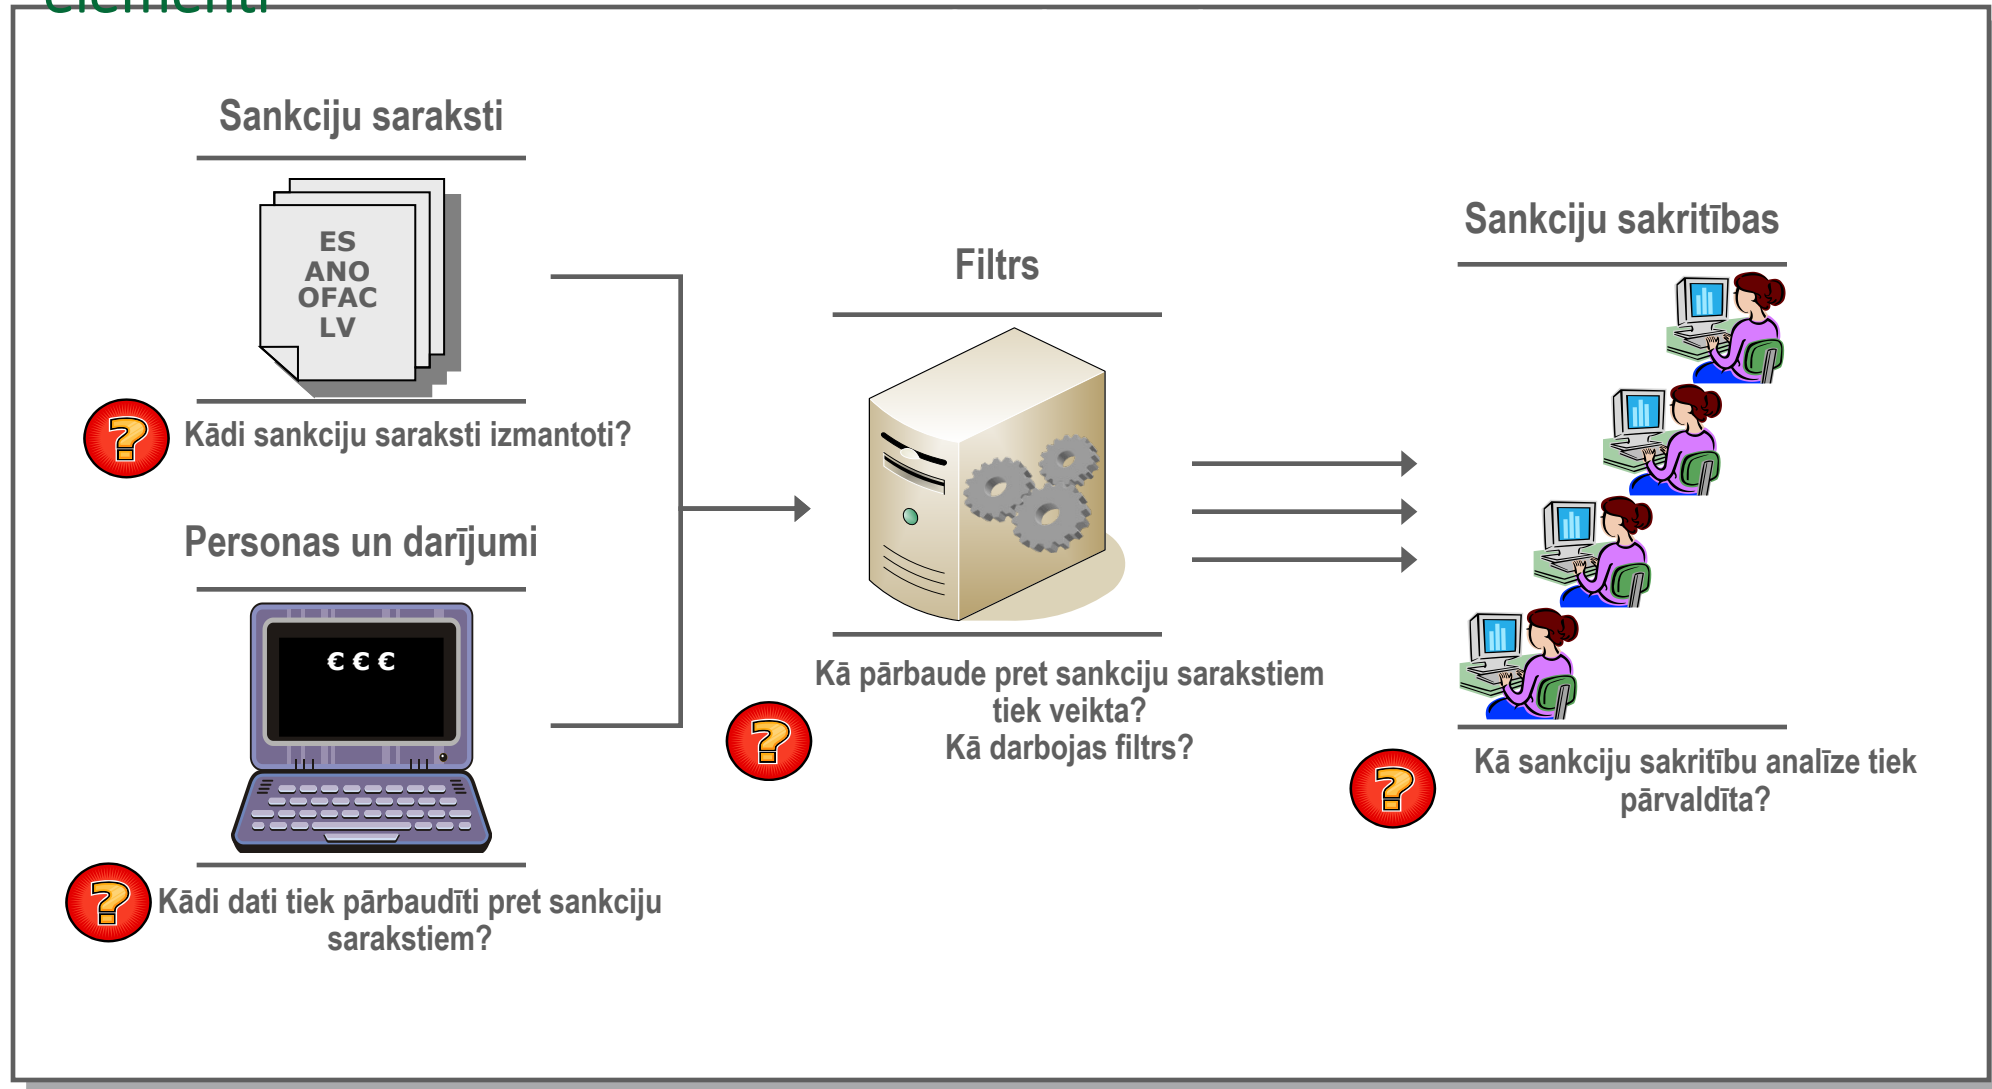 elementi
Sankciju saraksti
ES
ANO
OFAC
LV
Kādi sankciju saraksti izmantoti?
Personas un darījumi
€ € €
Kādi dati tiek pārbaudīti pret sankciju
sarakstiem?
Filtrs
Kā pārbaude pret sankciju sarakstiem
tiek veikta?
Kā darbojas filtrs?
Sankciju sakritības
Kā sankciju sakritību analīze tiek
pārvaldīta?